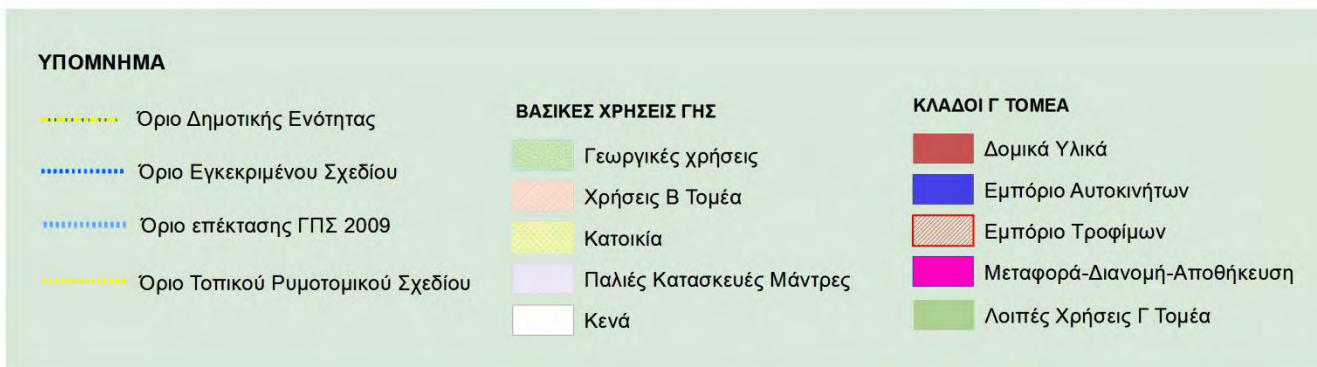 ΥΠΟΜΝΗΜΑ
Όριο Δημοτικής Ενότητας
Όριο Εγκεκριμένου Σχεδίου
Όριο επέκτασης ΓΠΣ 2009
Όριο Τοπικού Ρυμοτομικού Σχεδίου
ΒΑΣΙΚΕΣ ΧΡΗΣΕΙΣ ΓΗΣ
Γεωργικές χρήσεις
Χρήσεις Β Τομέα
Κατοικία
Παλιές Κατασκευές Μάντρες
Κενά
ΚΛΑΔΟΙ Γ ΤΟΜΕΑ
Δομικά Υλικά
Εμπόριο Αυτοκινήτων
Εμπόριο Τροφίμων
Μεταφορά-Διανομή-Αποθήκευση
Λοιπές Χρήσεις Γ Τομέα